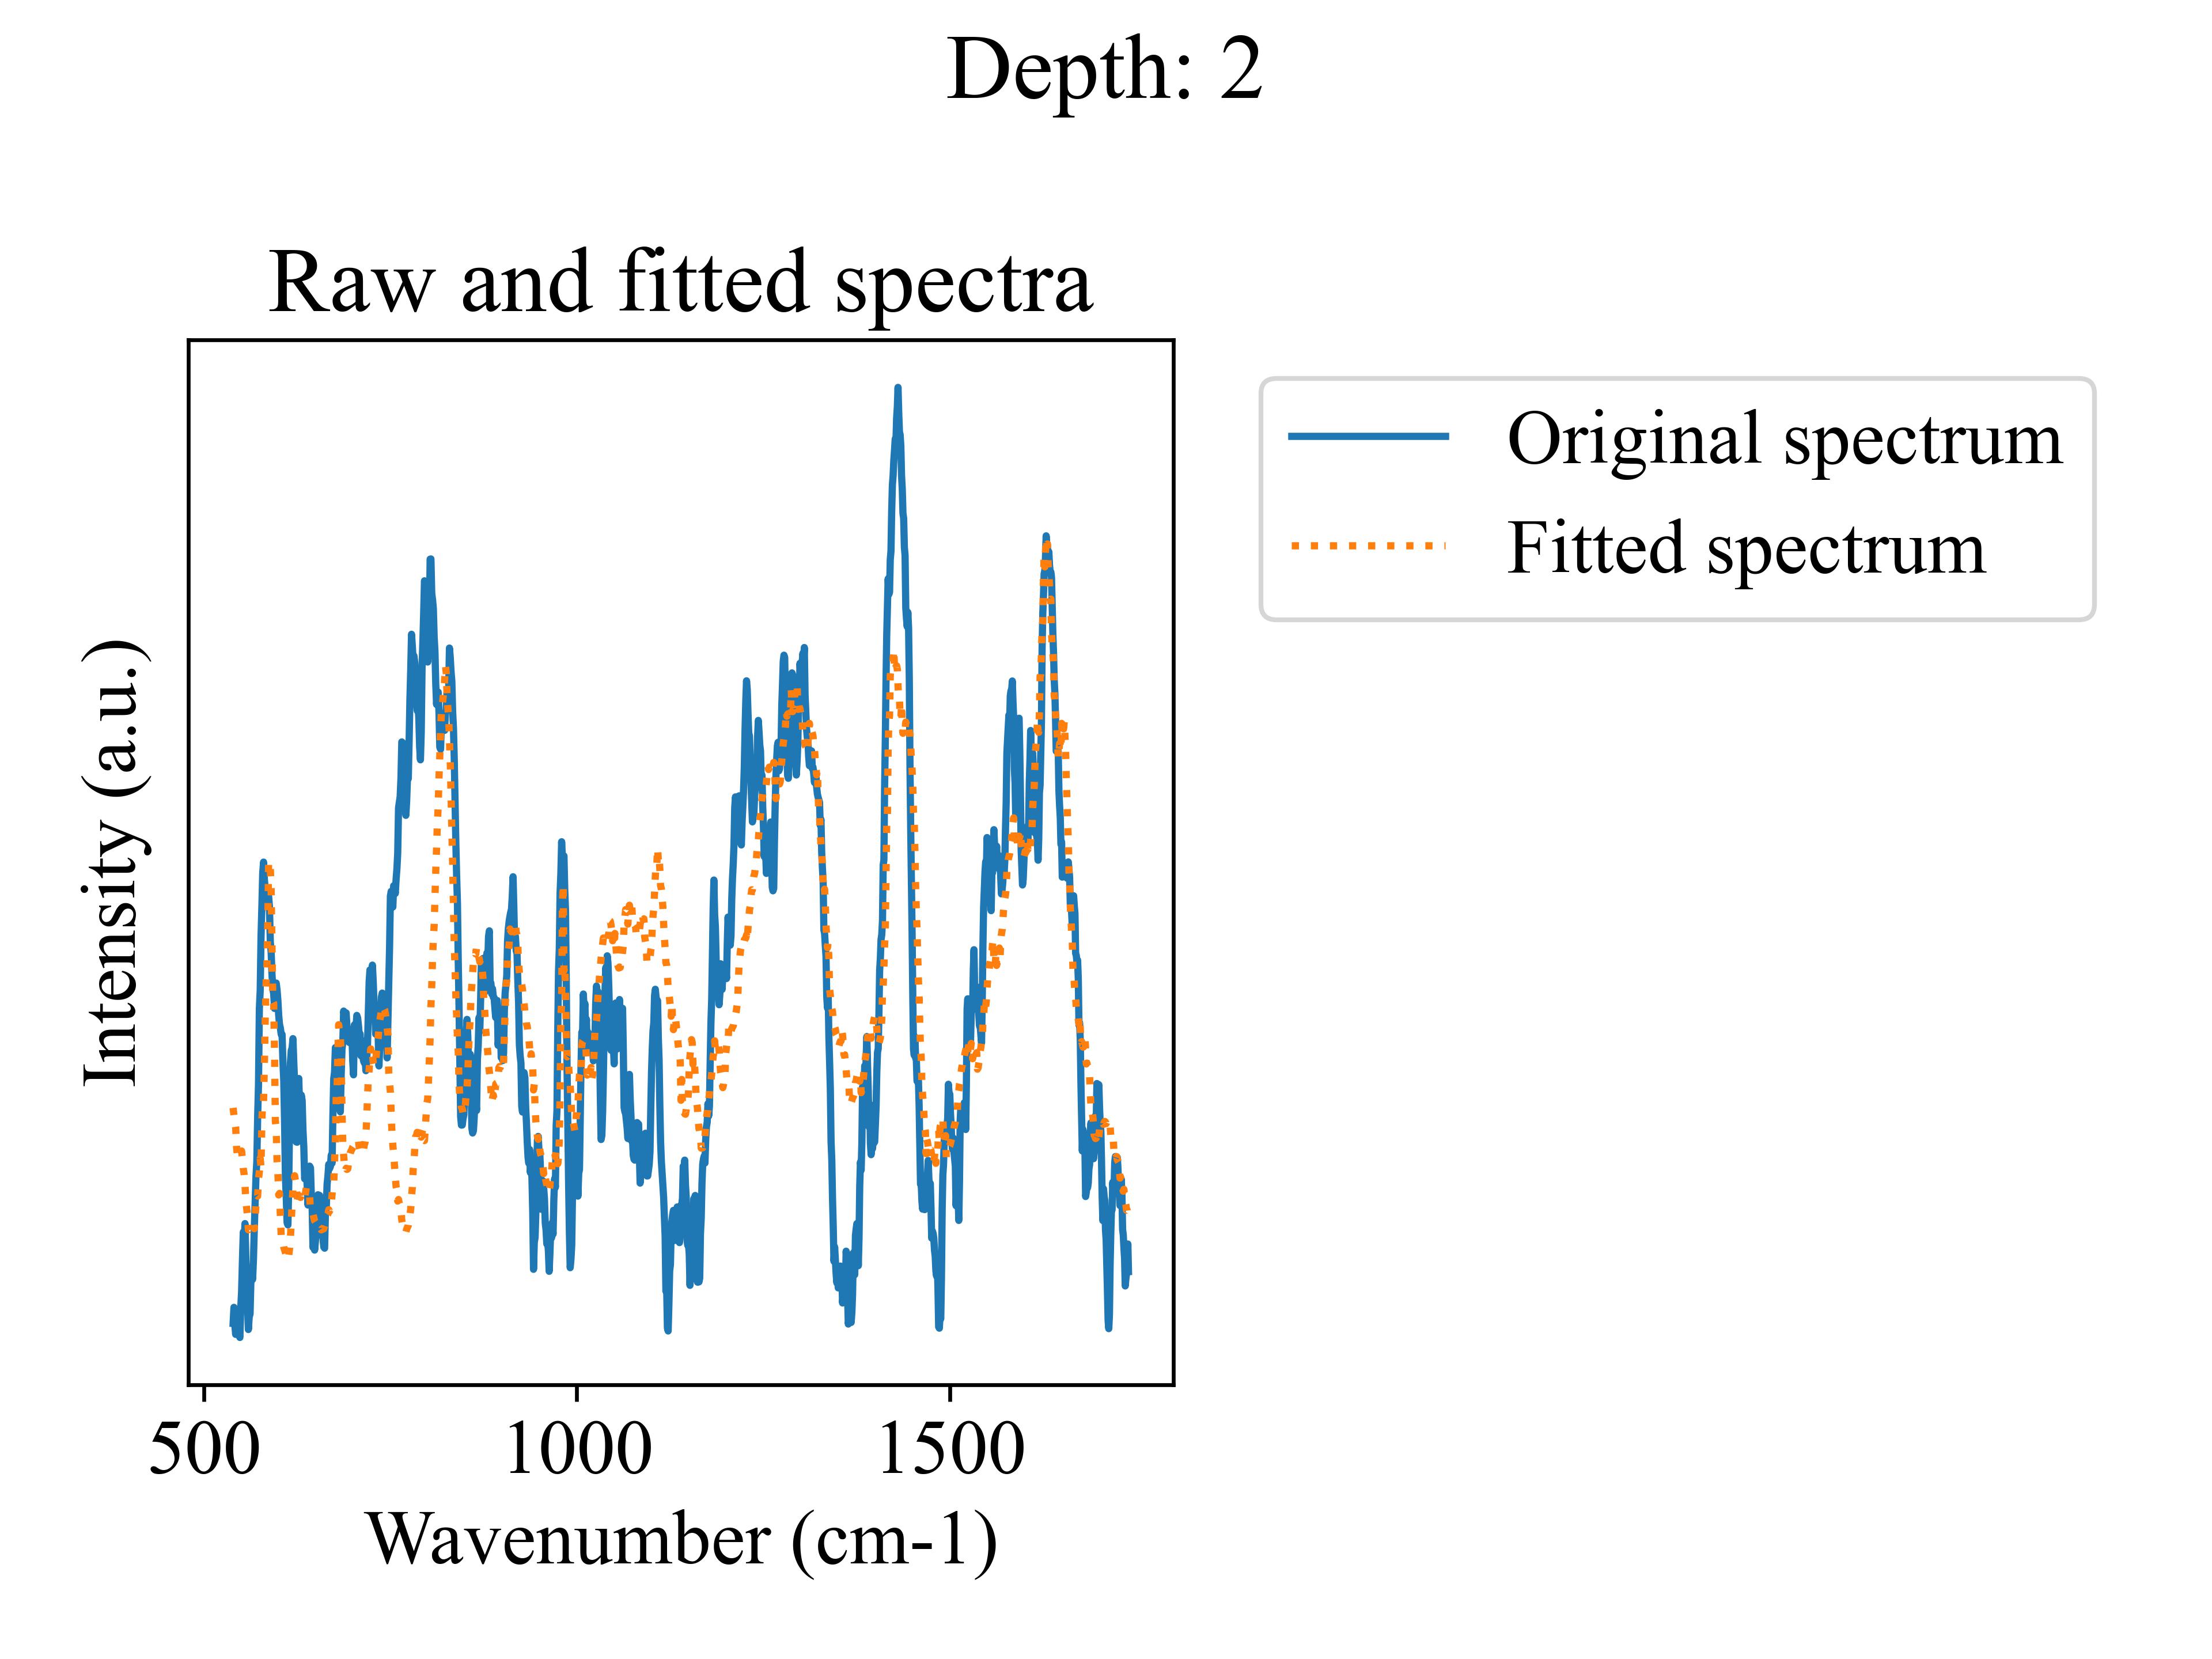 Depth: 2
Raw and fitted spectra
Original spectrum
Fitted spectrum
Intensity (a.u.)
500 1000 1500
Wavenumber (cm-1)